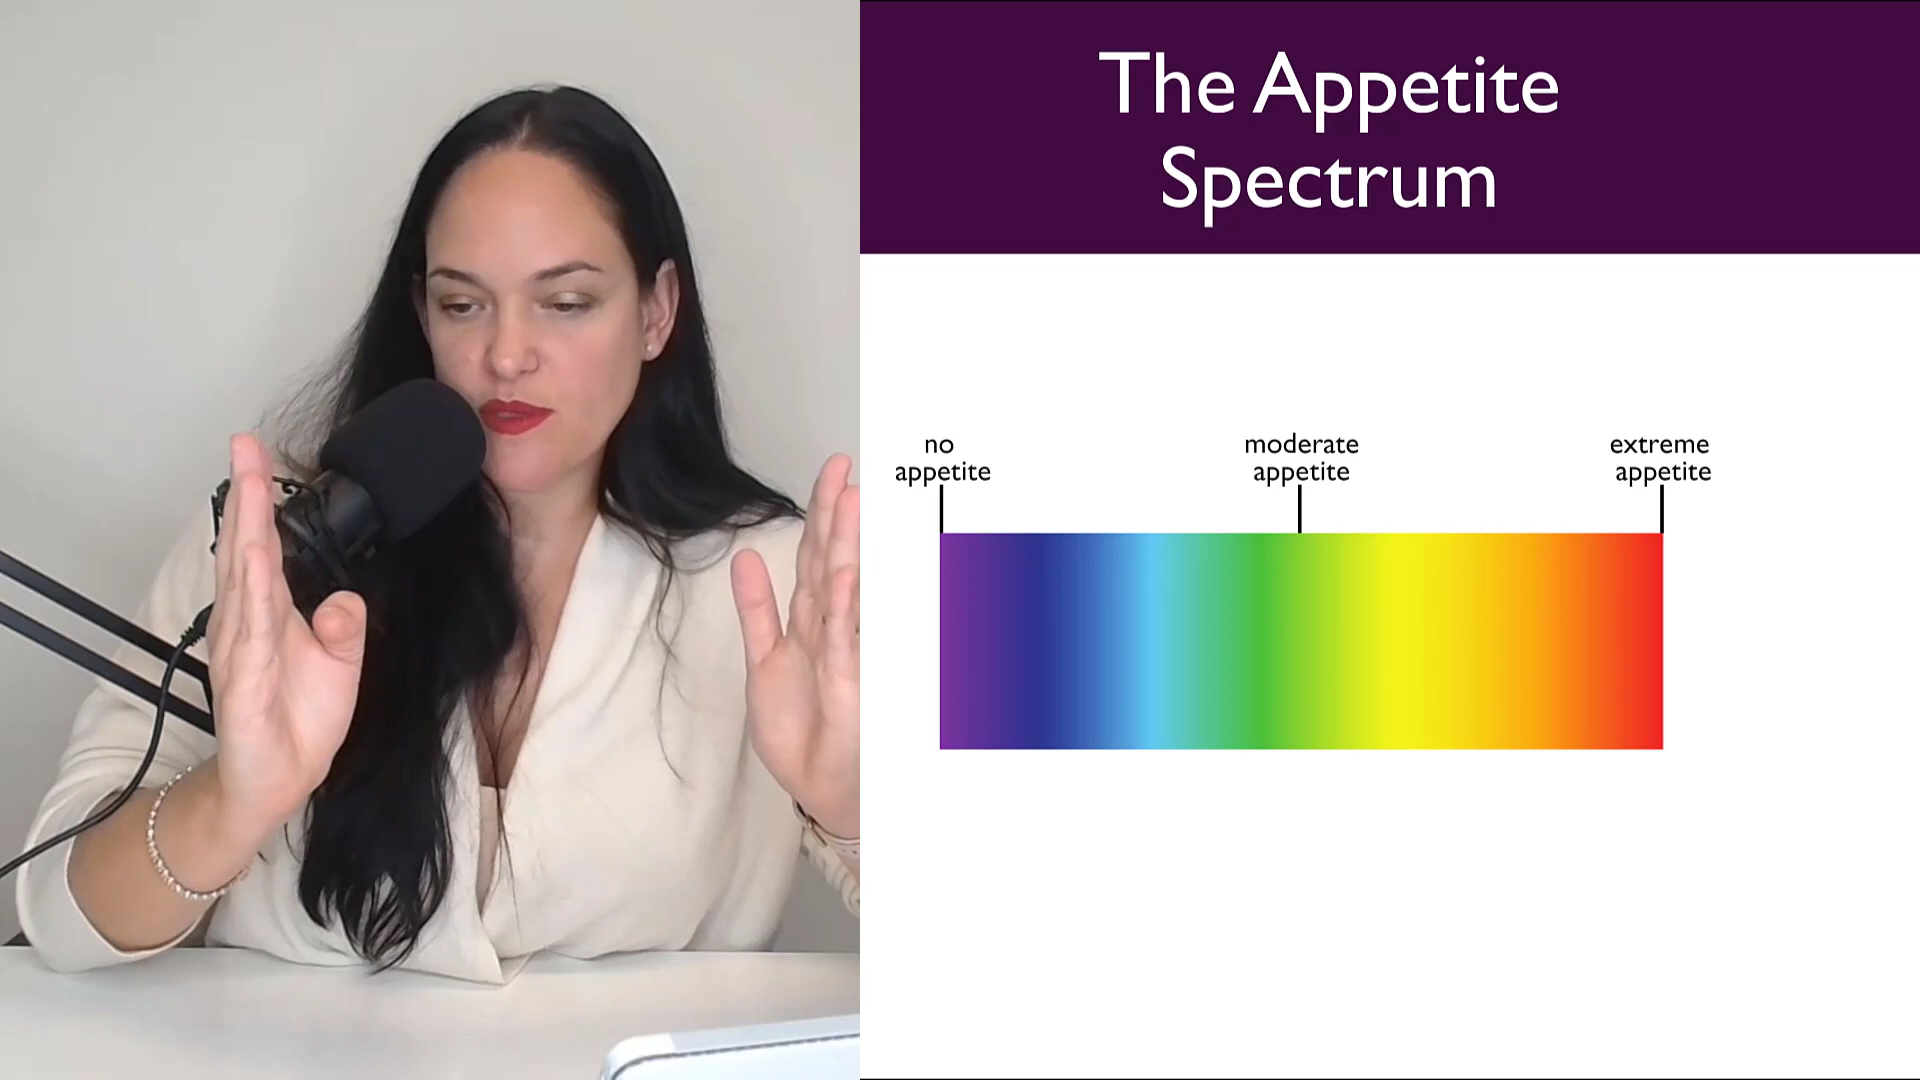 The Appetite
Spectrum
no
appetite
moderate
appetite
extreme
appetite